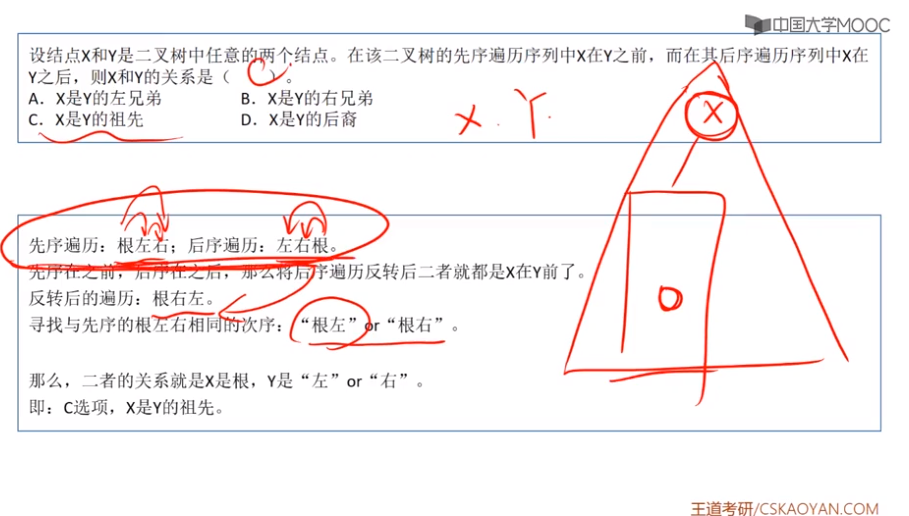 中国大学MOOC
设结点X和Y是二叉树中任意的两个结点。在该二叉树的先序遍历序列中X在Y之前，而在其后序遍历序列中X在
Y之后，则X和Y的关系是（ C ）。
A．X是Y的左兄弟 B．X是Y的右兄弟
C．X是Y的祖先 D．X是Y的后裔
X . Y .
X
先序遍历：根左右；后序遍历：左右根。
先序在之前，后序在之后，那么将后序遍历反转后二者就都是X在Y前了。
反转后的遍历：根右左。
寻找与先序的根左右相同的次序：“根左”or“根右”。
那么，二者的关系就是X是根，Y是“左”or“右”。
即：C选项，X是Y的祖先。
王道考研/CSKAOYAN.COM